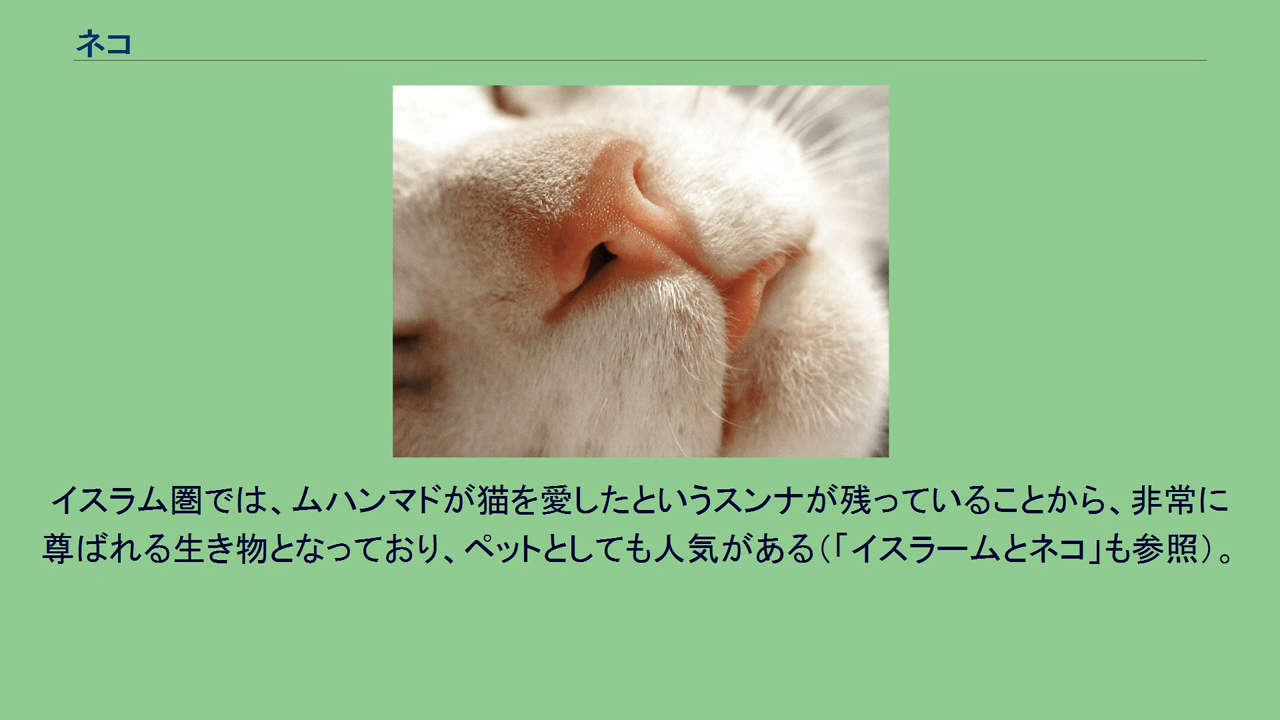 ネコ
イスラム圏では、ムハンマドが猫を愛したというスンナが残っていることから、非常に
尊ばれる生き物となっており、ペットとしても人気がある（「イスラームとネコ」も参照）。